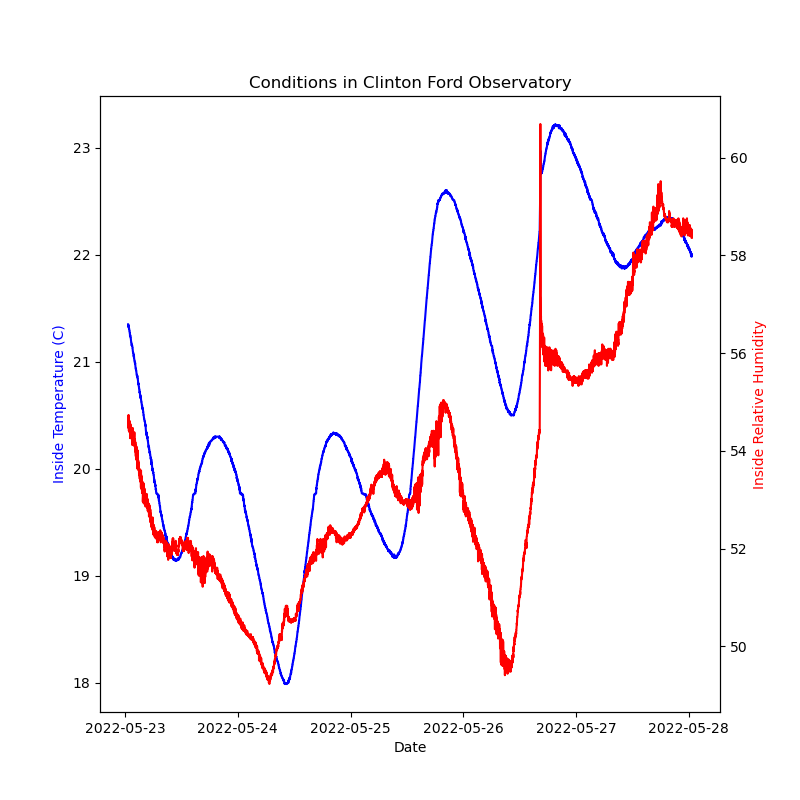 Conditions in Clinton Ford Observatory
23
22
21
20
19
18
Inside Temperature (C)
60
58
56
54
52
50
Inside Relative Humidity
2022-05-23 2022-05-24 2022-05-25 2022-05-26 2022-05-27 2022-05-28
Date